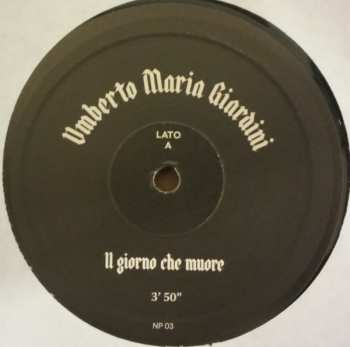 Umberto Maria Giardini
LATO
A
Il giorno che muore
3' 50"
NP 03